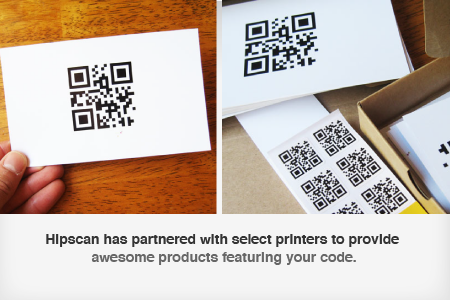 Hipscan has partnered with select printers to provide
awesome products featuring your code.